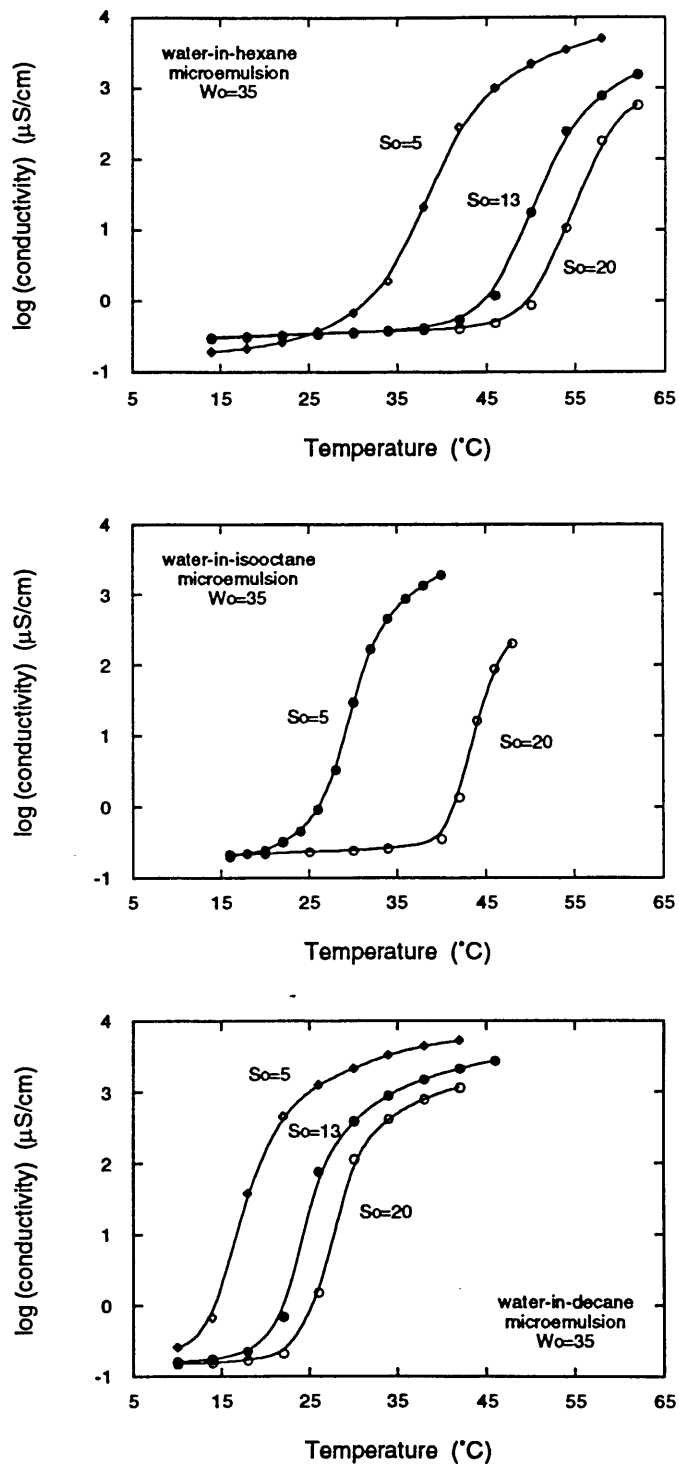 4
3
2
1
0
-1
log (conductivity) (µS/cm)
water-in-hexane
microemulsion
Wo=35
So=5
So=13
So=20
5 15 25 35 45 55 65
Temperature (°C)
4
3
2
1
0
-1
log (conductivity) (µS/cm)
water-in-isooctane
microemulsion
Wo=35
So=5
So=20
5 15 25 35 45 55 65
Temperature (°C)
4
3
2
1
0
-1
log (conductivity) (µS/cm)
So=5
So=13
So=20
water-in-decane
microemulsion
Wo=35
5 15 25 35 45 55 65
Temperature (°C)